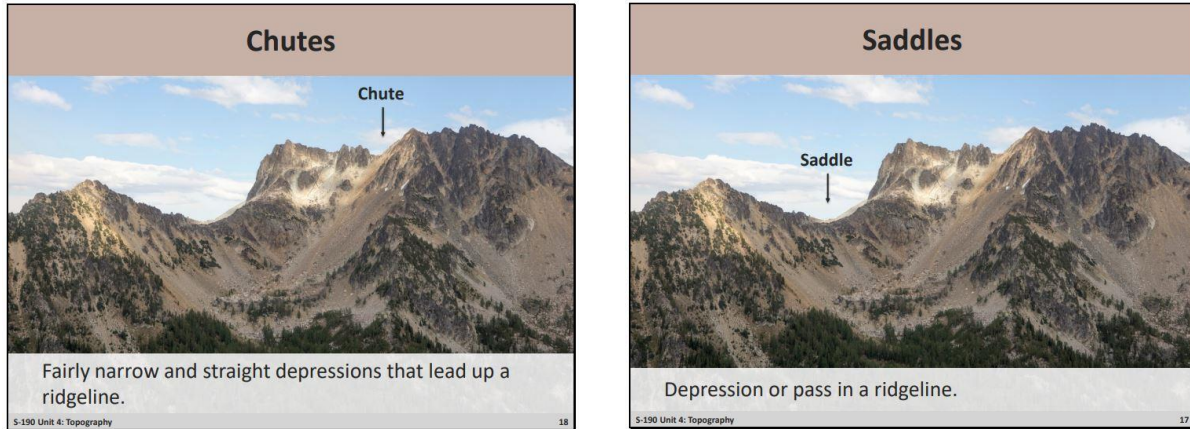 Chutes
Chute
Fairly narrow and straight depressions that lead up a
ridgeline.
S-190 Unit 4: Topography
18
Saddles
Saddle
Depression or pass in a ridgeline.
S-190 Unit 4: Topography
17